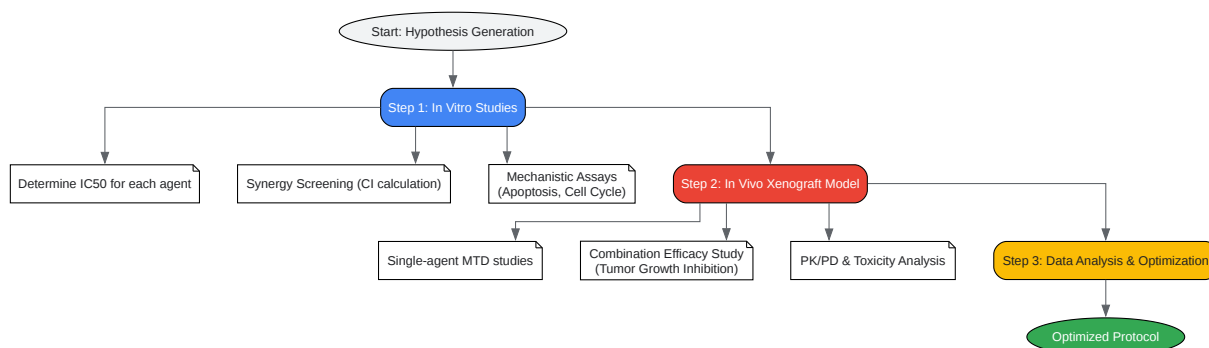 Start: Hypothesis Generation
Step 1: In Vitro Studies
Determine IC50 for each agent
Synergy Screening (CI calculation)
Mechanistic Assays
(Apoptosis, Cell Cycle)
Step 2: In Vivo Xenograft Model
Single-agent MTD studies
Combination Efficacy Study
(Tumor Growth Inhibition)
PK/PD & Toxicity Analysis
Step 3: Data Analysis & Optimization
Optimized Protocol